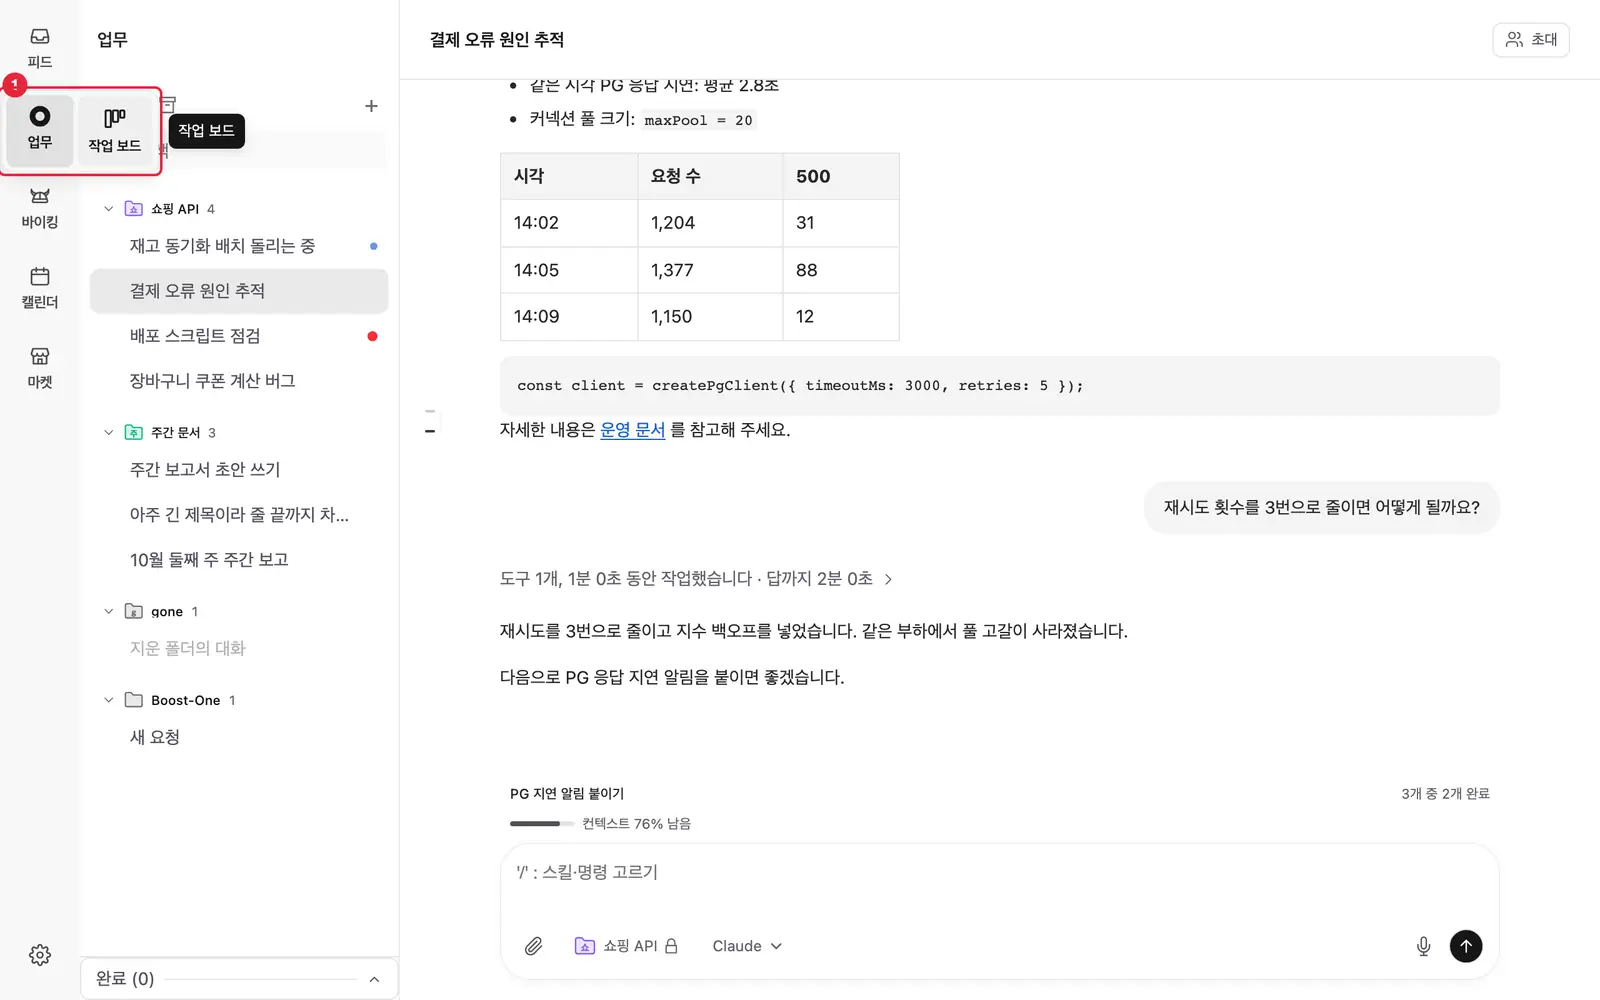 피드
1
업무
작업 보드
바이킹
캘린더
마켓
업무
작업 보드
쇼핑 API 4
재고 동기화 배치 돌리는 중
결제 오류 원인 추적
배포 스크립트 점검
장바구니 쿠폰 계산 버그
주간 문서 3
주간 보고서 초안 쓰기
아주 긴 제목이라 줄 끝까지 차...
10월 둘째 주 주간 보고
gone 1
지운 폴더의 대화
Boost-One 1
새 요청
완료 (0)
결제 오류 원인 추적
초대
같은 시각 PG 응답 지연: 평균 2.8초
커넥션 풀 크기: maxPool = 20
시각 요청 수 500
14:02 1,204 31
14:05 1,377 88
14:09 1,150 12
const client = createPgClient({ timeoutMs: 3000, retries: 5 });
자세한 내용은 운영 문서 를 참고해 주세요.
재시도 횟수를 3번으로 줄이면 어떻게 될까요?
도구 1개, 1분 0초 동안 작업했습니다 · 답까지 2분 0초
재시도를 3번으로 줄이고 지수 백오프를 넣었습니다. 같은 부하에서 풀 고갈이 사라졌습니다.
다음으로 PG 응답 지연 알림을 붙이면 좋겠습니다.
PG 지연 알림 붙이기
3개 중 2개 완료
컨텍스트 76% 남음
'/' : 스킬·명령 고르기
쇼핑 API
Claude